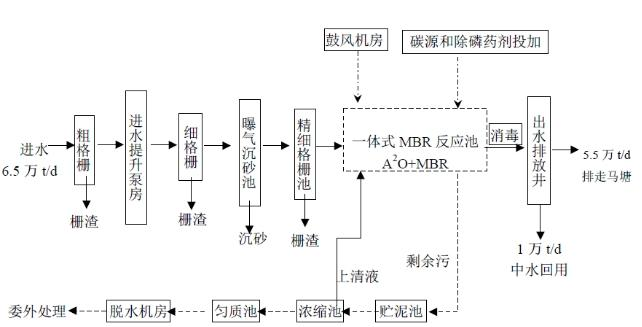 鼓风机房
碳源和除磷药剂投加
进水
6.5 万 t/d
粗格栅
进水提升泵房
细格栅
曝气沉砂池
精细格栅池
一体式 MBR 反应池
A²O+MBR
消毒
出水排放井
5.5 万 t/d
排走马塘
栅渣
栅渣
沉砂
栅渣
1 万 t/d
中水回用
上清液
剩余污
委外处理
脱水机房
匀质池
浓缩池
贮泥池